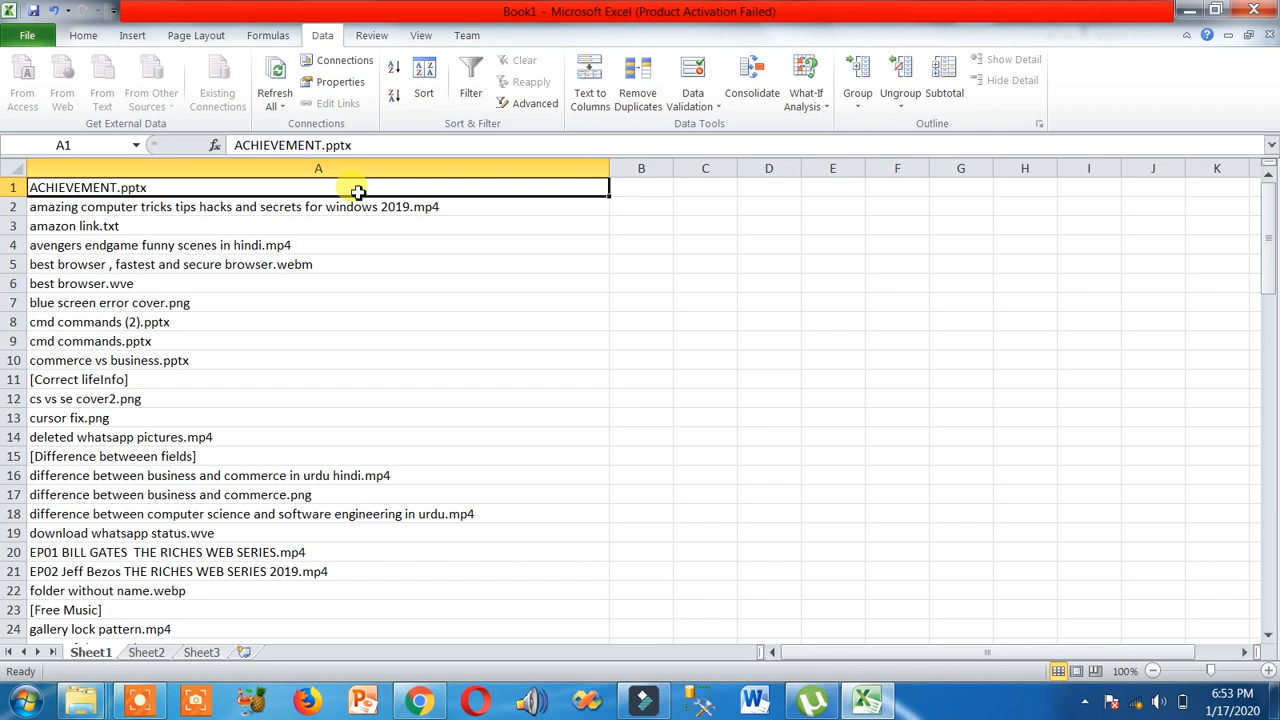 Book1 - Microsoft Excel (Product Activation Failed)
File Home Insert Page Layout Formulas Data Review View Team
From Access
From Web
From Text
From Other Sources
Existing Connections
Get External Data
Refresh All
Connections
Properties
Edit Links
Connections
Sort
Filter
Clear
Reapply
Advanced
Sort & Filter
Text to Columns
Remove Duplicates
Data Validation
Consolidate
What-If Analysis
Data Tools
Group
Ungroup
Subtotal
Show Detail
Hide Detail
Outline
A1 fx ACHIEVEMENT.pptx
A B C D E F G H I J K
1 ACHIEVEMENT.pptx
2 amazing computer tricks tips hacks and secrets for windows 2019.mp4
3 amazon link.txt
4 avengers endgame funny scenes in hindi.mp4
5 best browser , fastest and secure browser.webm
6 best browser.wve
7 blue screen error cover.png
8 cmd commands (2).pptx
9 cmd commands.pptx
10 commerce vs business.pptx
11 [Correct lifeInfo]
12 cs vs se cover2.png
13 cursor fix.png
14 deleted whatsapp pictures.mp4
15 [Difference betweeen fields]
16 difference between business and commerce in urdu hindi.mp4
17 difference between business and commerce.png
18 difference between computer science and software engineering in urdu.mp4
19 download whatsapp status.wve
20 EP01 BILL GATES  THE RICHES WEB SERIES.mp4
21 EP02 Jeff Bezos THE RICHES WEB SERIES 2019.mp4
22 folder without name.webp
23 [Free Music]
24 gallery lock pattern.mp4
Sheet1 Sheet2 Sheet3
Ready 100%
6:53 PM
1/17/2020